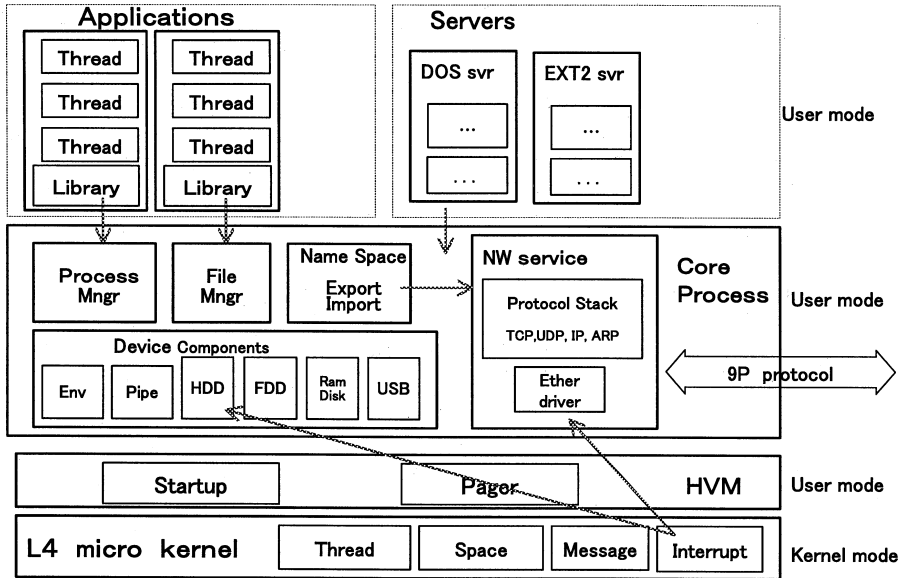 Applications
Servers
Thread
Thread
Thread
Library
Thread
Thread
Thread
Library
DOS svr
...
...
EXT2 svr
...
...
User mode
Process
Mngr
File
Mngr
Name Space
Export
Import
NW service
Protocol Stack
TCP,UDP, IP, ARP
Ether
driver
Core
Process
User mode
9P protocol
Device Components
Env
Pipe
HDD
FDD
Ram
Disk
USB
Startup
Pager
HVM
User mode
L4 micro kernel
Thread
Space
Message
Interrupt
Kernel mode